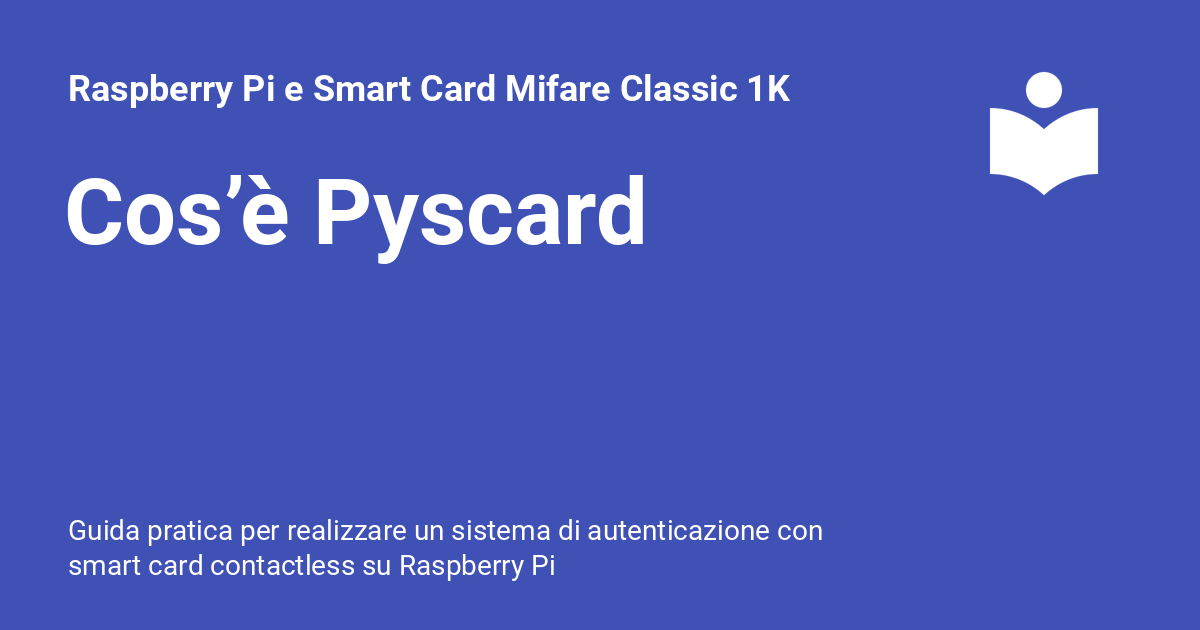 Raspberry Pi e Smart Card Mifare Classic 1K
Cos’è Pyscard
Guida pratica per realizzare un sistema di autenticazione con
smart card contactless su Raspberry Pi